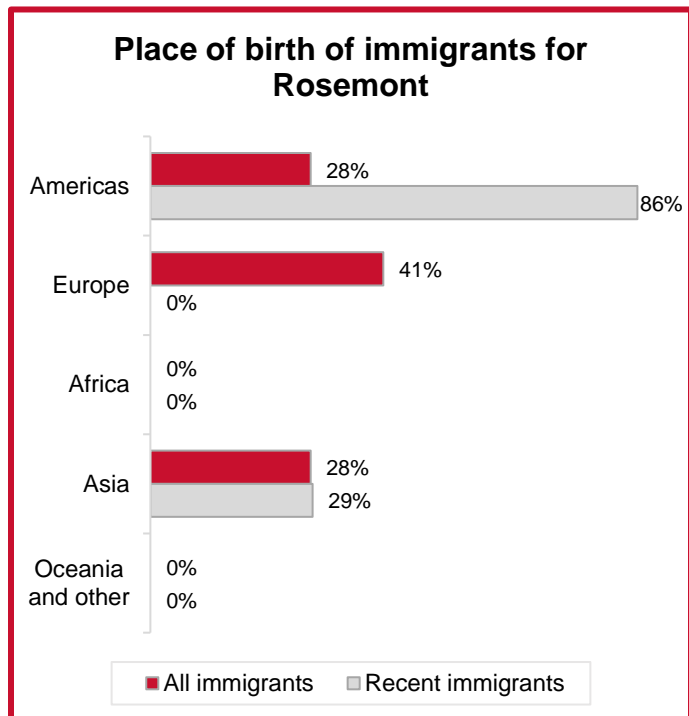 Place of birth of immigrants for
Rosemont
Americas
28%
86%
Europe
41%
0%
Africa
0%
0%
Asia
28%
29%
Oceania
and other
0%
0%
All immigrants
Recent immigrants